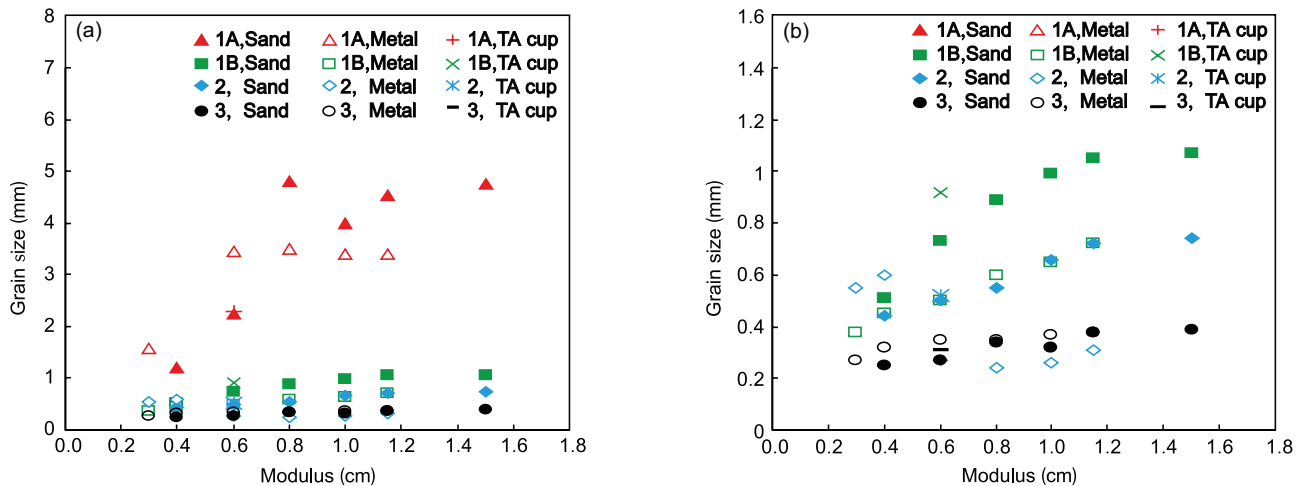 (a)
1A,Sand 1A,Metal 1A,TA cup
1B,Sand 1B,Metal 1B,TA cup
2, Sand 2, Metal 2, TA cup
3, Sand 3, Metal 3, TA cup
8
7
6
5
4
3
2
1
0
Grain size (mm)
0.0 0.2 0.4 0.6 0.8 1.0 1.2 1.4 1.6 1.8
Modulus (cm)
(b)
1A,Sand 1A,Metal 1A,TA cup
1B,Sand 1B,Metal 1B,TA cup
2, Sand 2, Metal 2, TA cup
3, Sand 3, Metal 3, TA cup
1.6
1.4
1.2
1
0.8
0.6
0.4
0.2
0
Grain size (mm)
0.0 0.2 0.4 0.6 0.8 1.0 1.2 1.4 1.6 1.8
Modulus (cm)